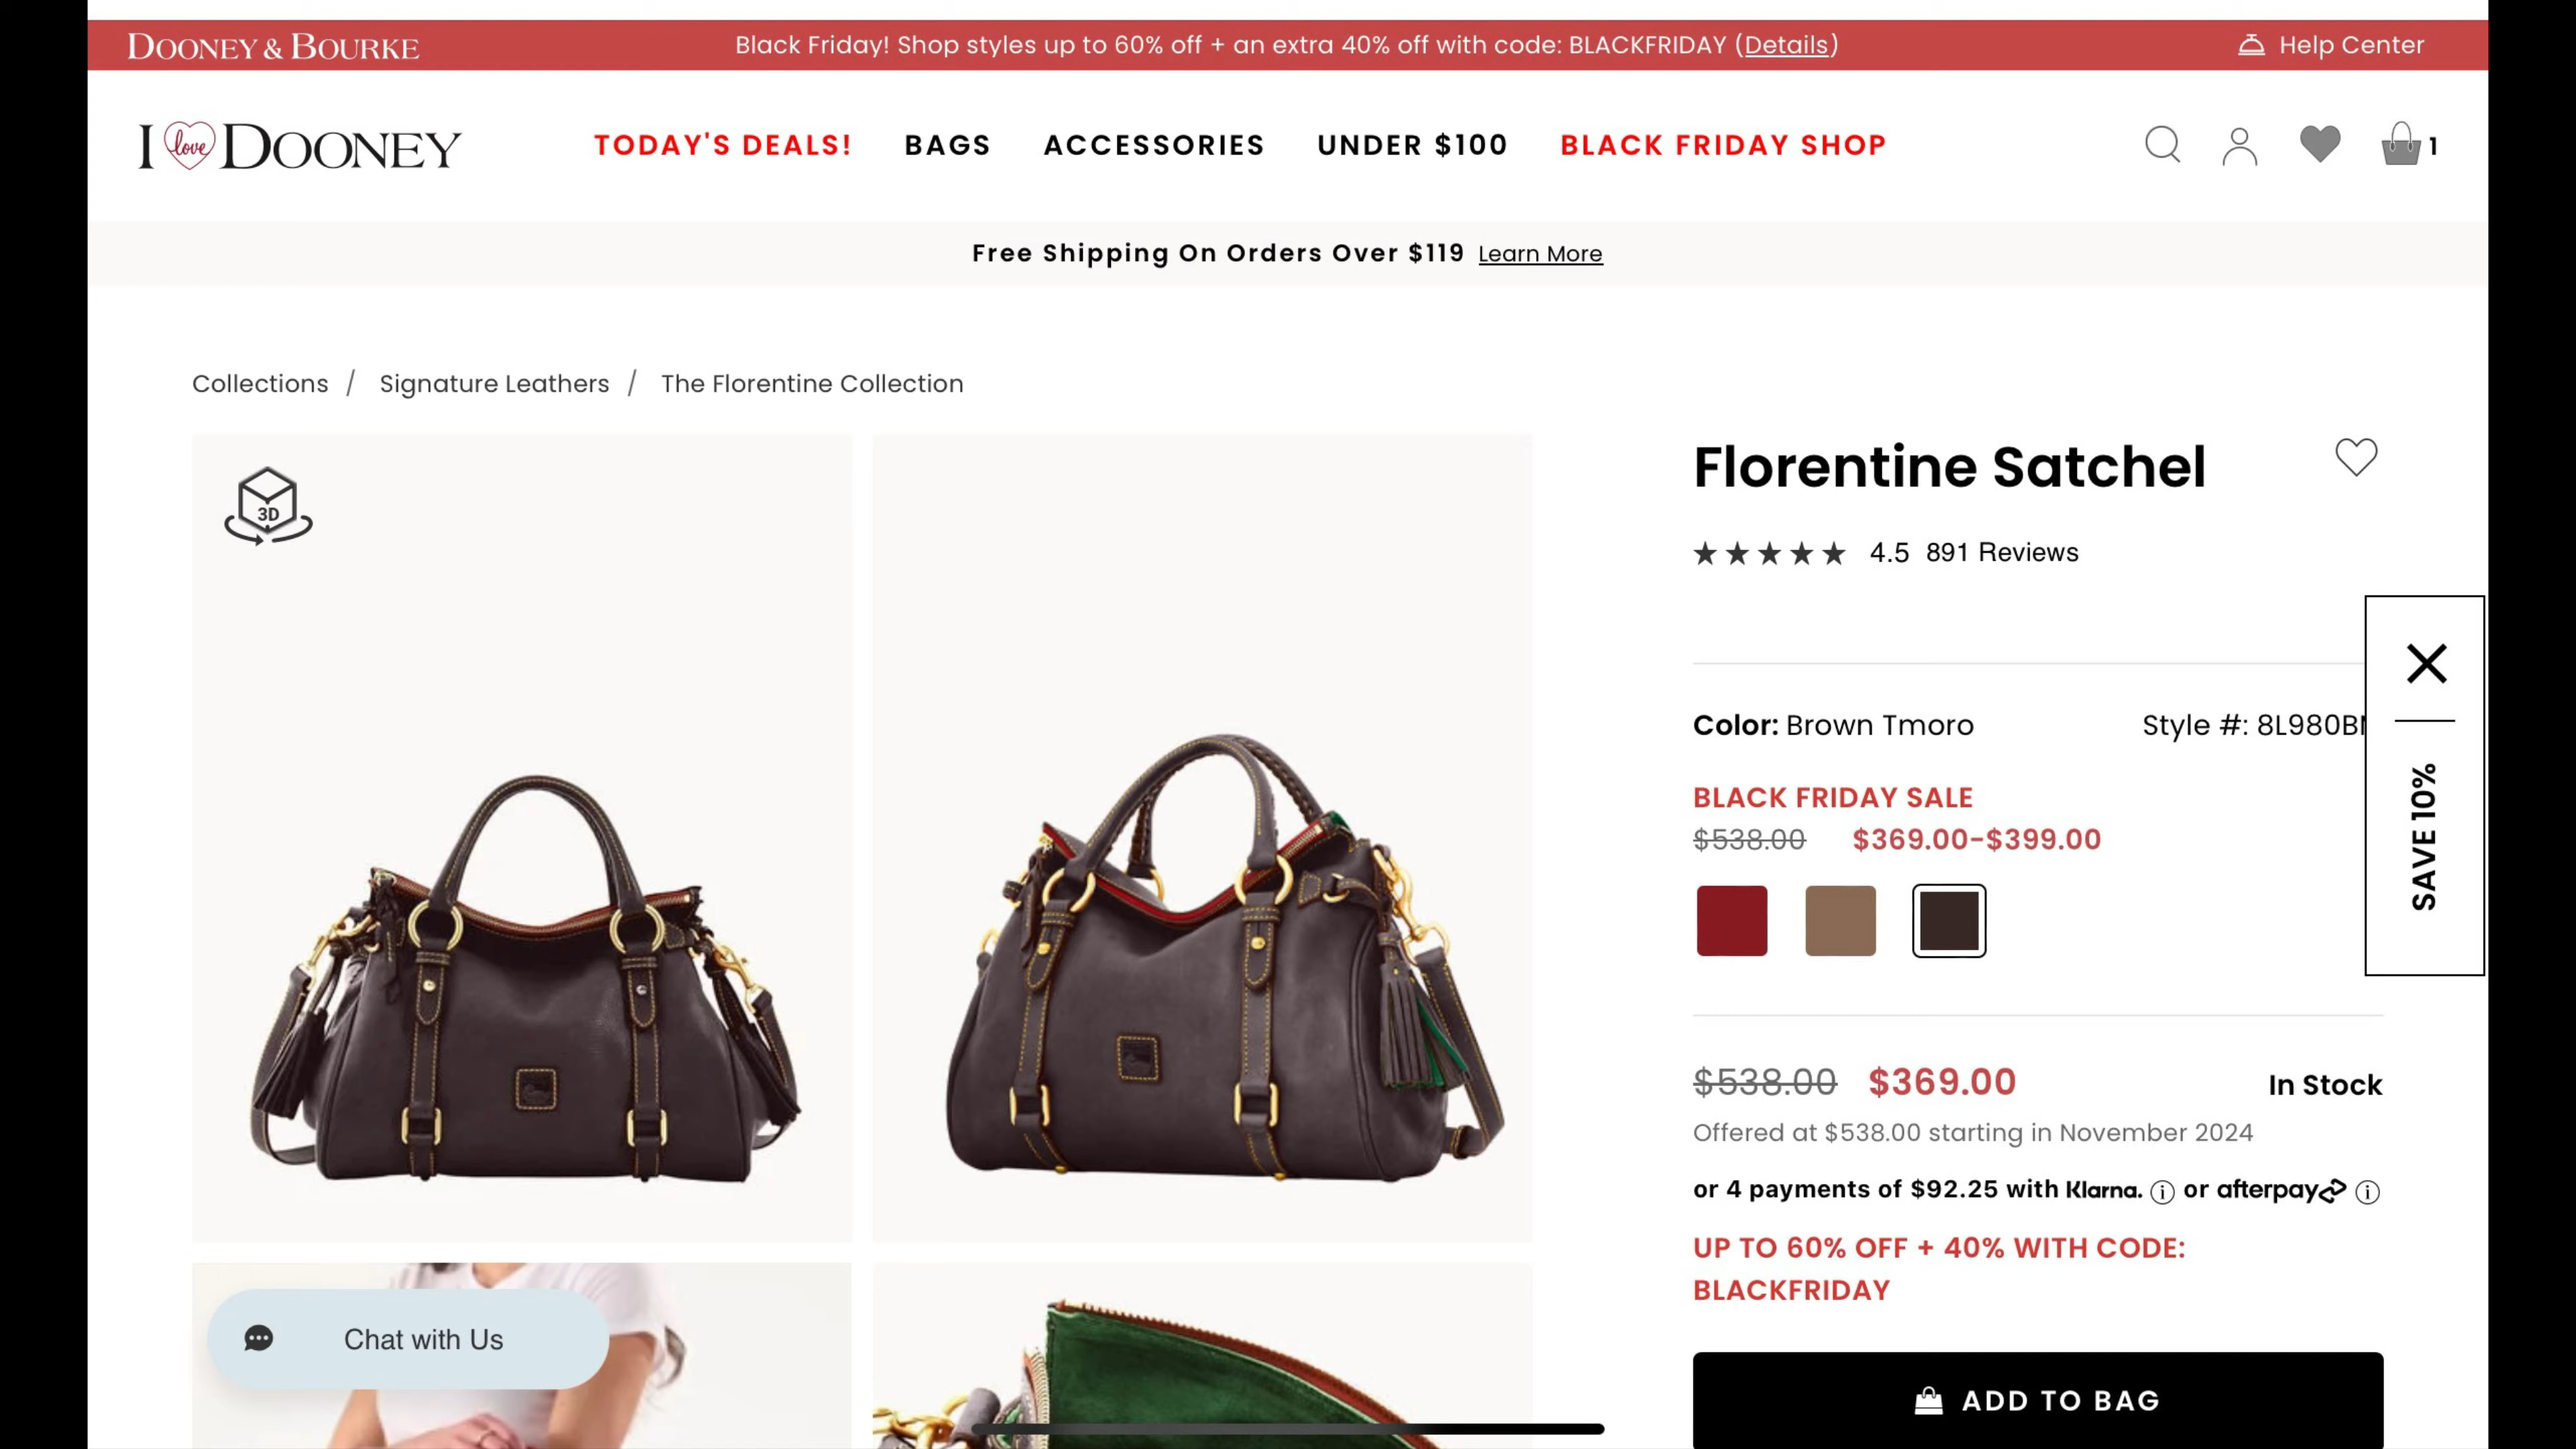 DOONEY & BOURKE
Black Friday! Shop styles up to 60% off + an extra 40% off with code: BLACKFRIDAY (Details)
Help Center
I love DOONEY
TODAY'S DEALS!
BAGS
ACCESSORIES
UNDER $100
BLACK FRIDAY SHOP
1
Free Shipping On Orders Over $119 Learn More
Collections / Signature Leathers / The Florentine Collection
3D
Florentine Satchel
4.5 891 Reviews
Color: Brown Tmoro
Style #: 8L980B
BLACK FRIDAY SALE
$538.00 $369.00-$399.00
SAVE 10%
$538.00 $369.00
In Stock
Offered at $538.00 starting in November 2024
or 4 payments of $92.25 with Klarna. ⓘ or afterpay ⓘ
UP TO 60% OFF + 40% WITH CODE:
BLACKFRIDAY
Chat with Us
ADD TO BAG